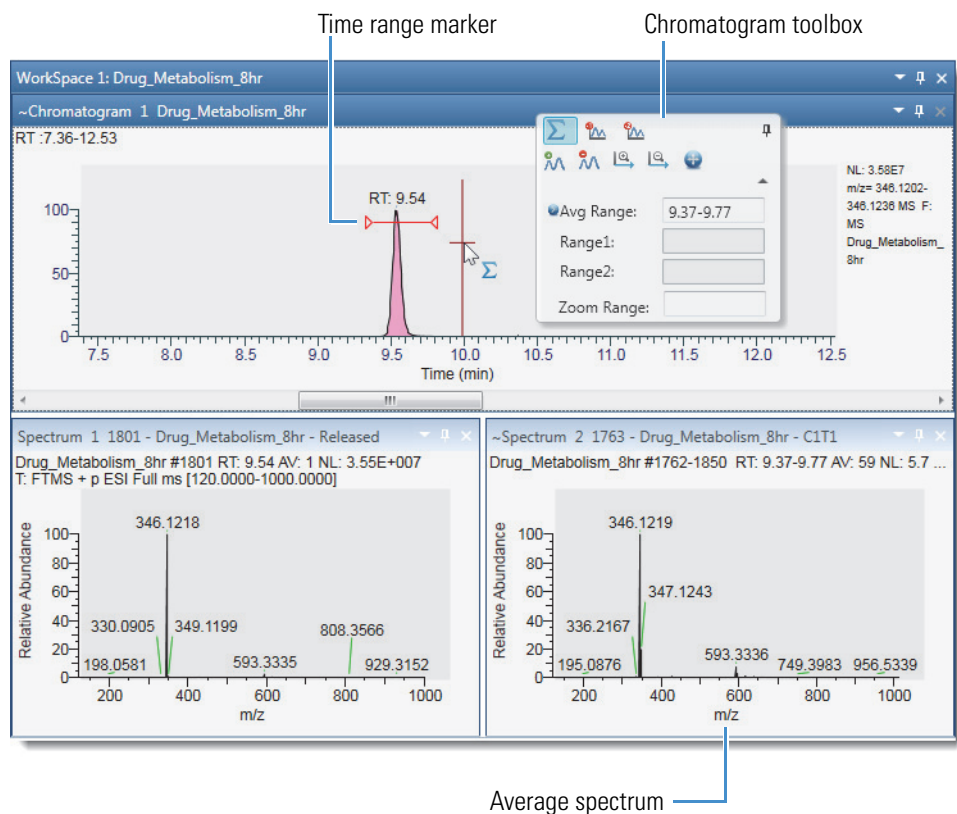 Time range marker
Chromatogram toolbox
WorkSpace 1: Drug_Metabolism_8hr
~Chromatogram 1 Drug_Metabolism_8hr
RT :7.36-12.53
NL: 3.58E7
m/z= 346.1202-
346.1236 MS F:
MS
Drug_Metabolism_
8hr
RT: 9.54
100
50
0
7.5 8.0 8.5 9.0 9.5 10.0 10.5 11.0 11.5 12.0 12.5
Time (min)
Σ
Σ
Avg Range: 9.37-9.77
Range1:
Range2:
Zoom Range:
Spectrum 1 1801 - Drug_Metabolism_8hr - Released
Drug_Metabolism_8hr #1801 RT: 9.54 AV: 1 NL: 3.55E+007
T: FTMS + p ESI Full ms [120.0000-1000.0000]
Relative Abundance
100
80
60
40
20
0
346.1218
330.0905 349.1199 808.3566
198.0581 593.3335 929.3152
200 400 600 800 1000
m/z
~Spectrum 2 1763 - Drug_Metabolism_8hr - C1T1
Drug_Metabolism_8hr #1762-1850 RT: 9.37-9.77 AV: 59 NL: 5.7 ...
Relative Abundance
100
80
60
40
20
0
346.1219
347.1243
336.2167
195.0876 593.3336 749.3983 956.5339
200 400 600 800 1000
m/z
Average spectrum